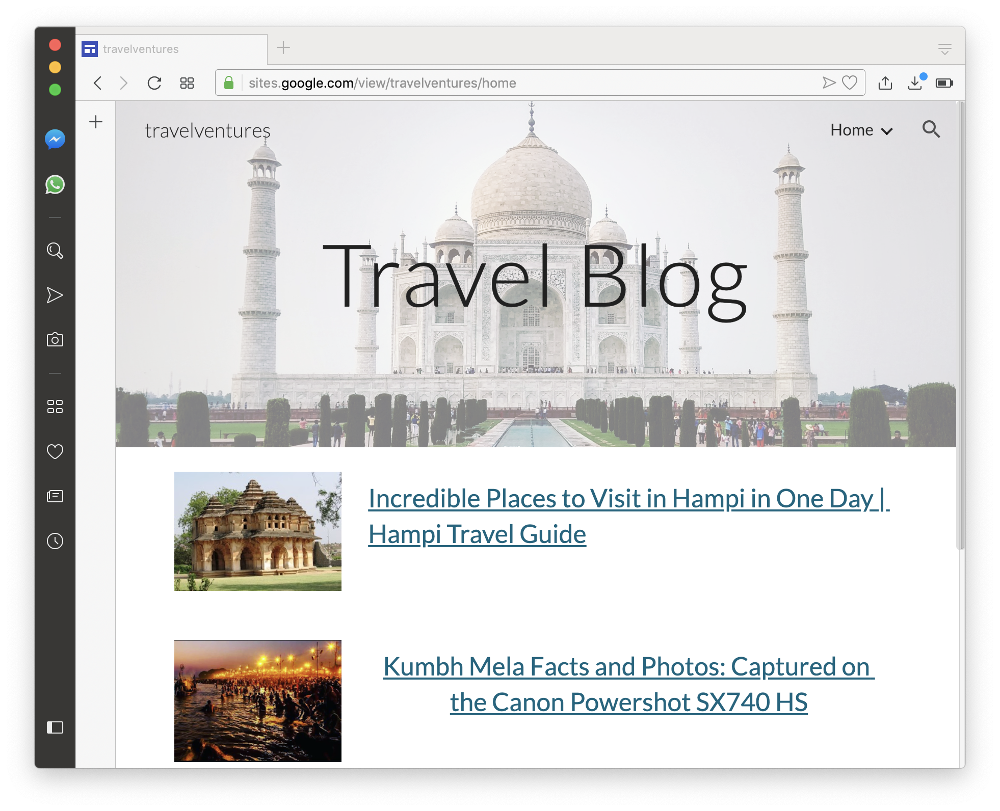 travelventures
sites.google.com/view/travelventures/home
travelventures
Home
Travel Blog
Incredible Places to Visit in Hampi in One Day |
Hampi Travel Guide
Kumbh Mela Facts and Photos: Captured on
the Canon Powershot SX740 HS